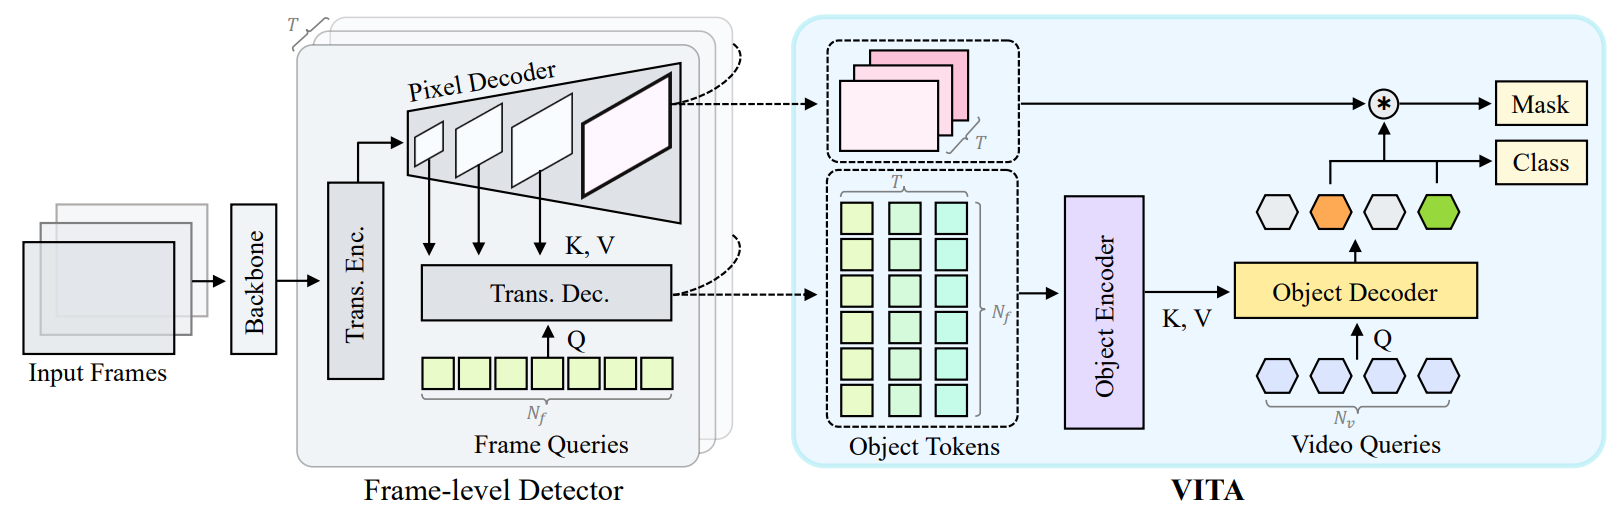 T
Pixel Decoder
Trans. Enc.
K, V
Trans. Dec.
Q
N_f
Frame Queries
Backbone
Input Frames
Frame-level Detector
T
T
N_f
Object Tokens
Object Encoder
K, V
Object Decoder
Q
N_v
Video Queries
Mask
Class
VITA